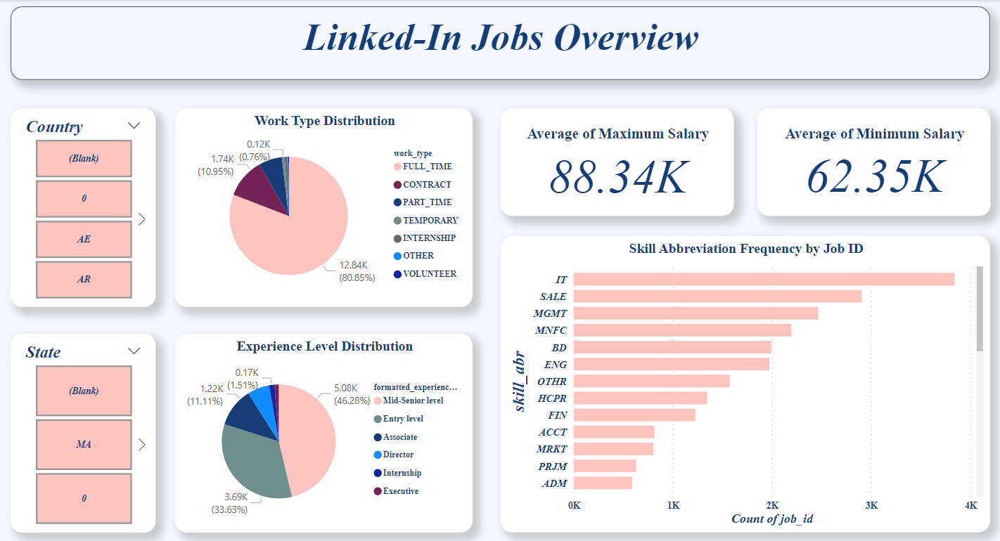 Linked-In Jobs Overview
Country
(Blank)
0
AE
AR
State
(Blank)
MA
0
Work Type Distribution
0.12K
(0.76%)
1.74K
(10.95%)
12.84K
(80.85%)
work_type
FULL_TIME
CONTRACT
PART_TIME
TEMPORARY
INTERNSHIP
OTHER
VOLUNTEER
Experience Level Distribution
0.17K
(1.51%)
1.22K
(11.11%)
5.08K
(46.28%)
3.69K
(33.63%)
formatted_experienc...
Mid-Senior level
Entry level
Associate
Director
Internship
Executive
Average of Maximum Salary
88.34K
Average of Minimum Salary
62.35K
Skill Abbreviation Frequency by Job ID
skill_abr
IT
SALE
MGMT
MNFC
BD
ENG
OTHR
HCPR
FIN
ACCT
MRKT
PRJM
ADM
0K 1K 2K 3K 4K
Count of job_id